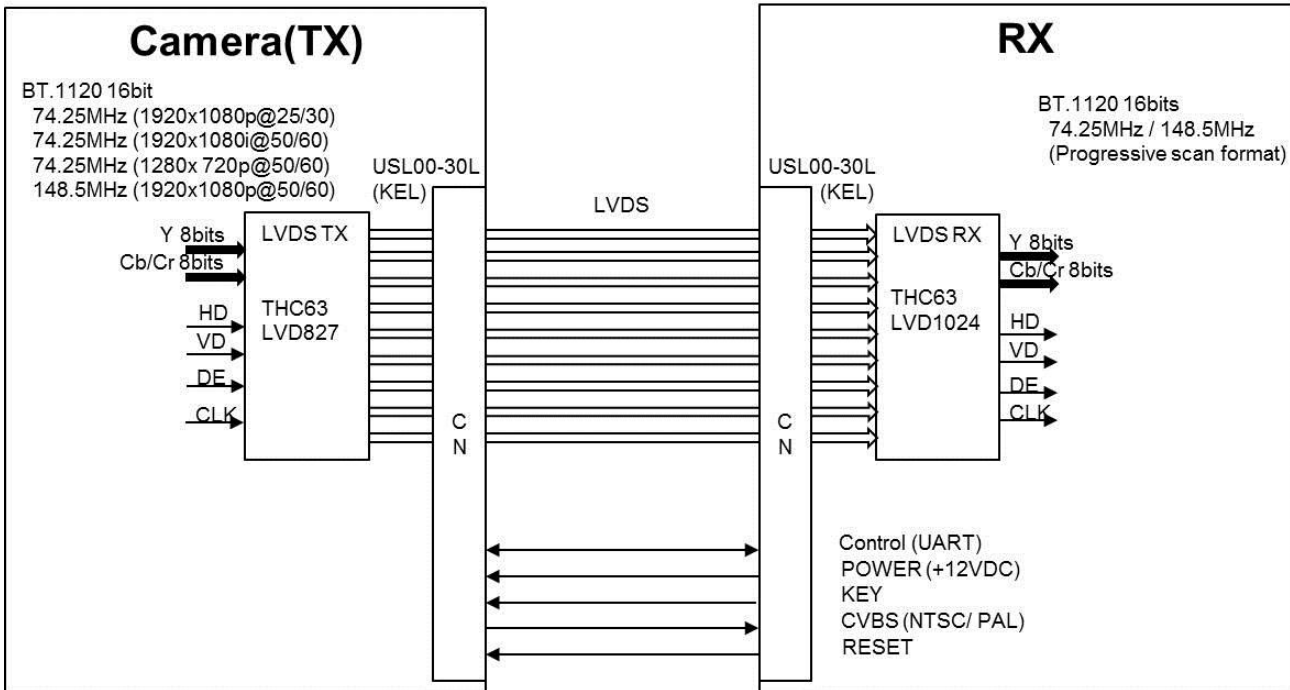 Camera(TX)
BT.1120 16bit
74.25MHz (1920x1080p@25/30)
74.25MHz (1920x1080i@50/60)
74.25MHz (1280x 720p@50/60)
148.5MHz (1920x1080p@50/60)
USL00-30L
(KEL)
Y 8bits
Cb/Cr 8bits
HD
VD
DE
CLK
LVDS TX
THC63
LVD827
C
N
LVDS
RX
BT.1120 16bits
74.25MHz / 148.5MHz
(Progressive scan format)
USL00-30L
(KEL)
C
N
LVDS RX
THC63
LVD1024
Y 8bits
Cb/Cr 8bits
HD
VD
DE
CLK
Control (UART)
POWER (+12VDC)
KEY
CVBS (NTSC/ PAL)
RESET